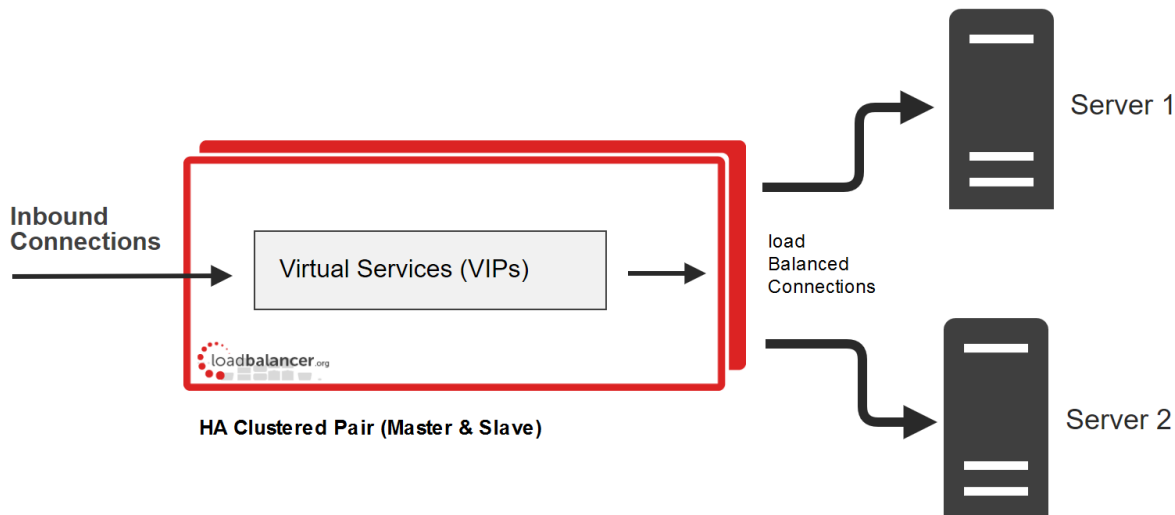 Inbound
Connections
Virtual Services (VIPs)
loadbalancer.org
HA Clustered Pair (Master & Slave)
load
Balanced
Connections
Server 1
Server 2